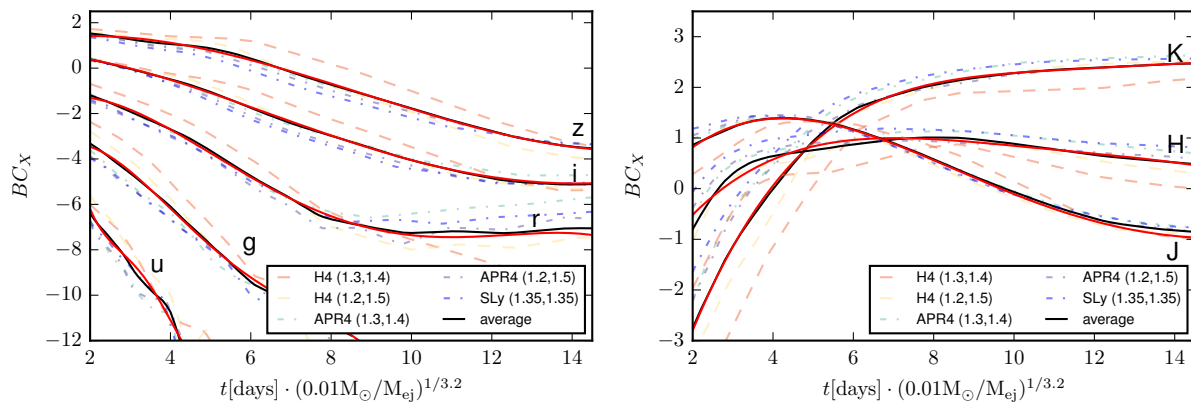 2
0
−2
−4
−6
−8
−10
−12
BC_X
z
i
r
g
u
H4 (1.3,1.4)
H4 (1.2,1.5)
APR4 (1.3,1.4)
APR4 (1.2,1.5)
SLy (1.35,1.35)
average
2 4 6 8 10 12 14
t[days] · (0.01M⊙/Mej)^1/3.2
3
2
1
0
−1
−2
−3
BC_X
K
H
J
H4 (1.3,1.4)
H4 (1.2,1.5)
APR4 (1.3,1.4)
APR4 (1.2,1.5)
SLy (1.35,1.35)
average
2 4 6 8 10 12 14
t[days] · (0.01M⊙/Mej)^1/3.2